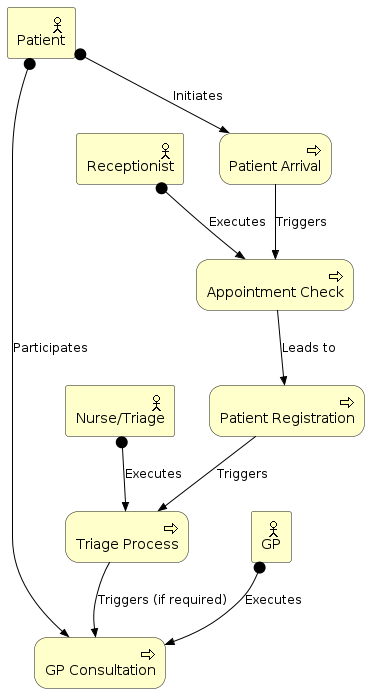 Patient
Initiates
Receptionist
Patient Arrival
Executes
Triggers
Appointment Check
Participates
Leads to
Nurse/Triage
Patient Registration
Executes
Triggers
Triage Process
GP
Triggers (if required)
Executes
GP Consultation